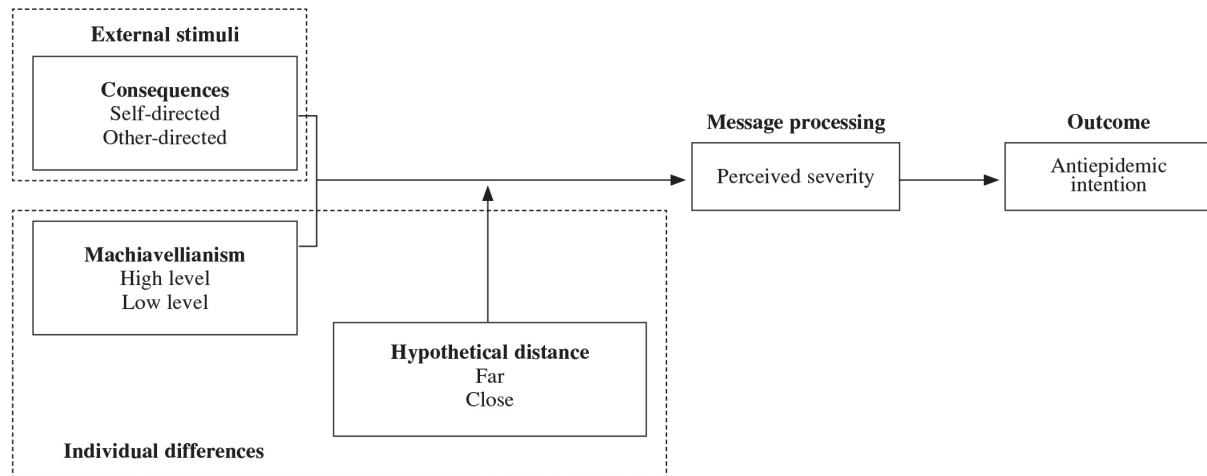 External stimuli
Consequences
Self-directed
Other-directed
Message processing
Perceived severity
Outcome
Antiepidemic
intention
Machiavellianism
High level
Low level
Hypothetical distance
Far
Close
Individual differences